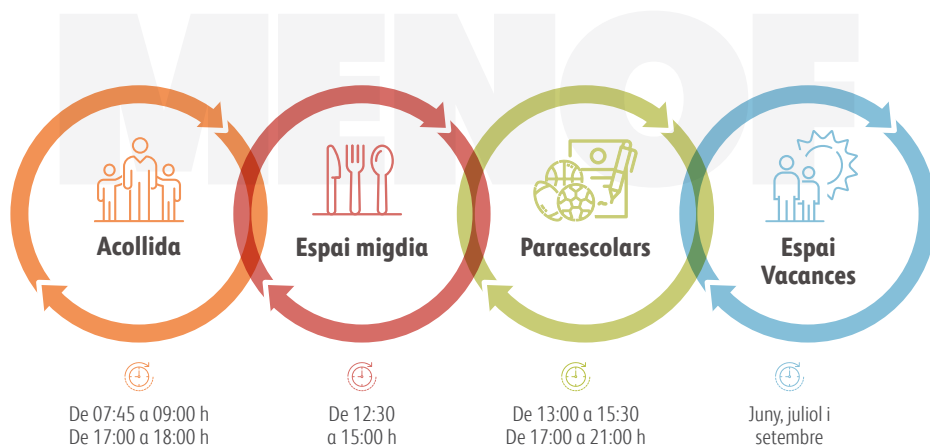 MENOF
Acollida
Espai migdia
Paraescolars
Espai
Vacances
De 07:45 a 09:00 h
De 17:00 a 18:00 h
De 12:30
a 15:00 h
De 13:00 a 15:30
De 17:00 a 21:00 h
Juny, juliol i
setembre